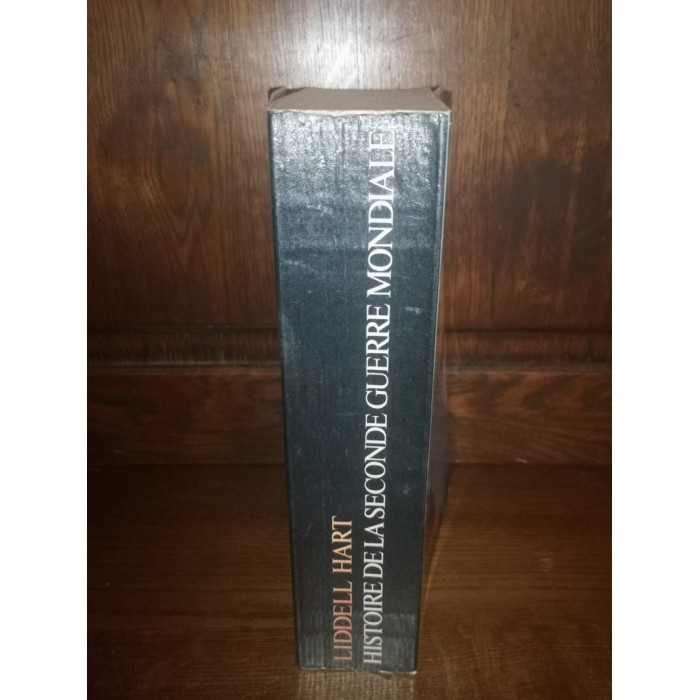 LIDDELL HART
HISTOIRE DE LA SECONDE GUERRE MONDIALE